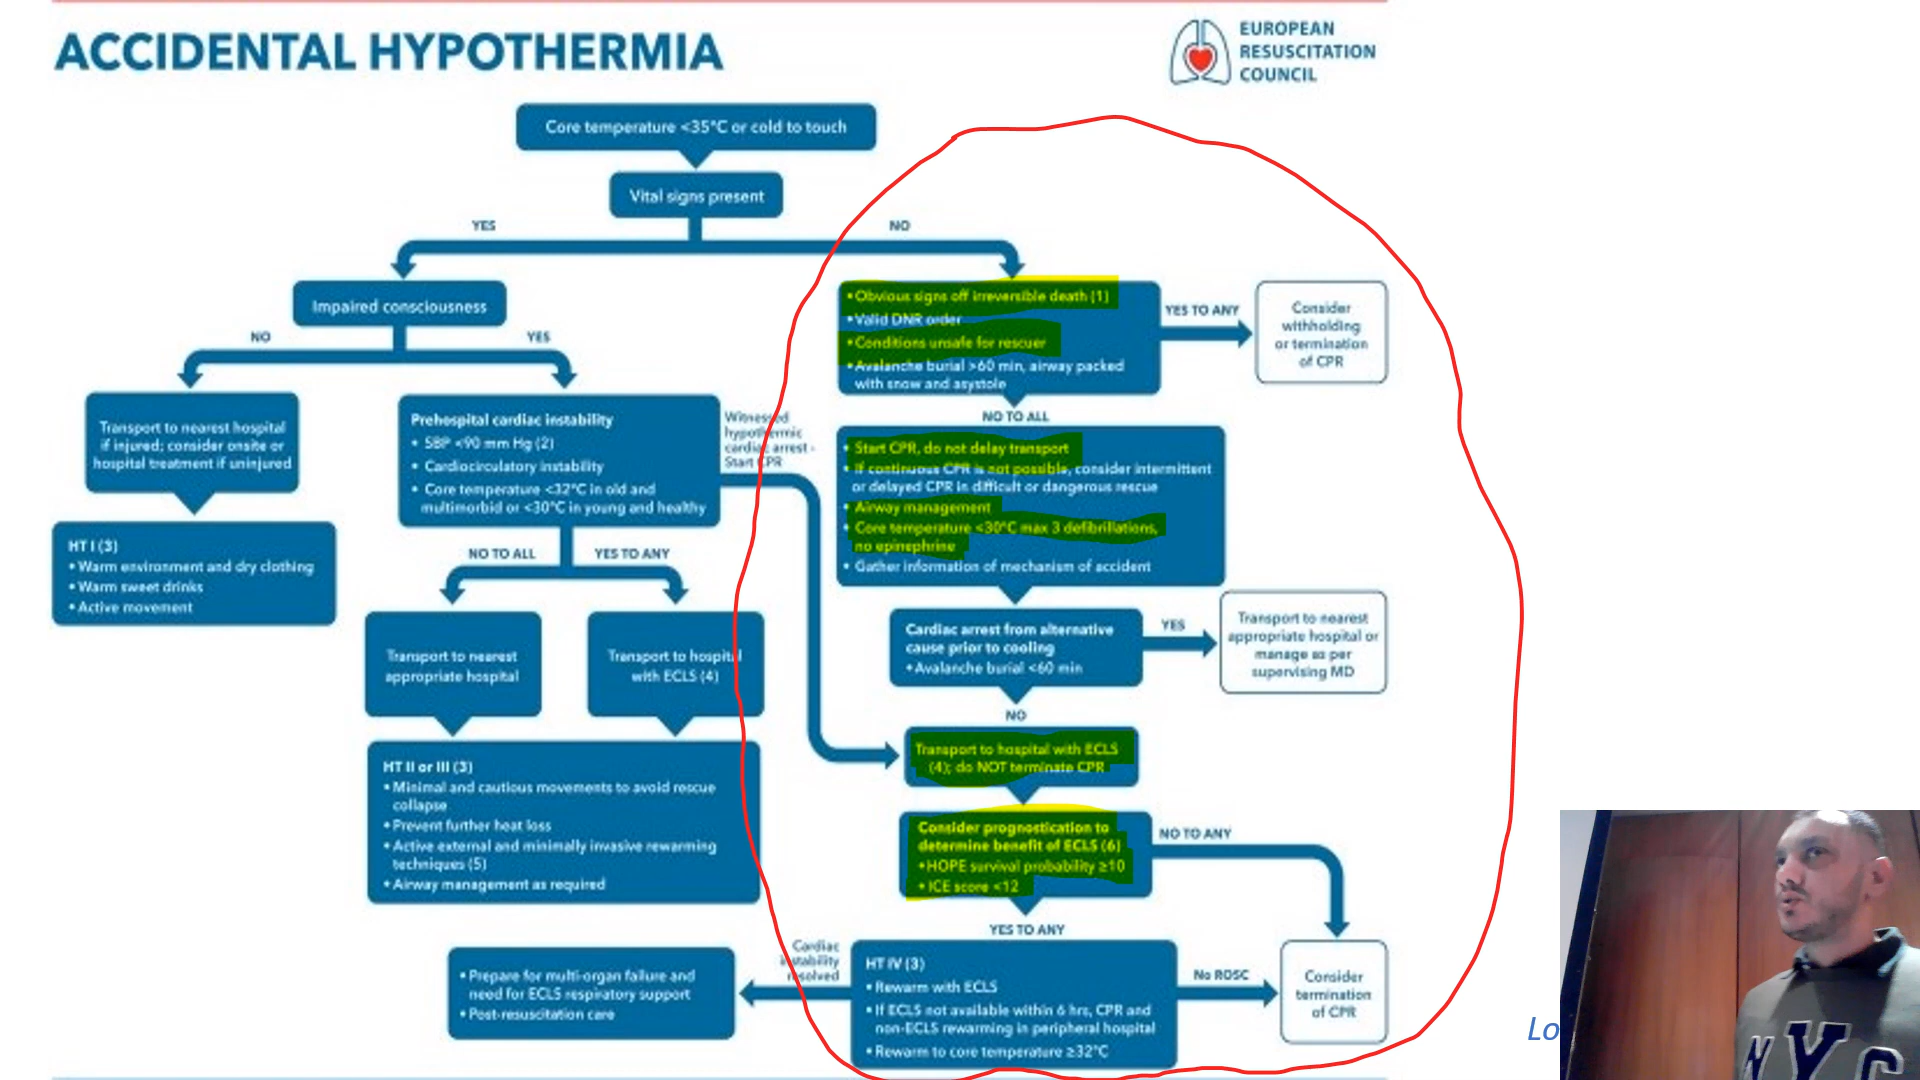 ACCIDENTAL HYPOTHERMIA
EUROPEAN
RESUSCITATION
COUNCIL
Core temperature <35°C or cold to touch
Vital signs present
YES
NO
Impaired consciousness
NO
YES
Transport to nearest hospital
if injured; consider onsite or
hospital treatment if uninjured
HT I (3)
• Warm environment and dry clothing
• Warm sweet drinks
• Active movement
Prehospital cardiac instability
• SBP <90 mm Hg (2)
• Cardiocirculatory instability
• Core temperature <32°C in old and
multimorbid or <30°C in young and healthy
Witnessed
hypothermic
cardiac arrest -
Start CPR
NO TO ALL
YES TO ANY
Transport to nearest
appropriate hospital
Transport to hospital
with ECLS (4)
HT II or III (3)
• Minimal and cautious movements to avoid rescue
collapse
• Prevent further heat loss
• Active external and minimally invasive rewarming
techniques (5)
• Airway management as required
• Obvious signs off irreversible death (1)
• Valid DNR order
• Conditions unsafe for rescuer
• Avalanche burial >60 min, airway packed
with snow and asystole
YES TO ANY
Consider
withholding
or termination
of CPR
NO TO ALL
• Start CPR, do not delay transport
• If continuous CPR is not possible, consider intermittent
or delayed CPR in difficult or dangerous rescue
• Airway management
• Core temperature <30°C max 3 defibrillations,
no epinephrine
• Gather information of mechanism of accident
Cardiac arrest from alternative
cause prior to cooling
• Avalanche burial <60 min
YES
Transport to nearest
appropriate hospital or
manage as per
supervising MD
NO
Transport to hospital with ECLS
(4); do NOT terminate CPR
Consider prognostication to
determine benefit of ECLS (6)
• HOPE survival probability ≥10
• ICE score <12
NO TO ANY
YES TO ANY
HT IV (3)
• Rewarm with ECLS
• If ECLS not available within 6 hrs, CPR and
non-ECLS rewarming in peripheral hospital
• Rewarm to core temperature ≥32°C
No ROSC
Consider
termination
of CPR
Cardiac
instability
resolved
• Prepare for multi-organ failure and
need for ECLS respiratory support
• Post-resuscitation care
Lo
NYC